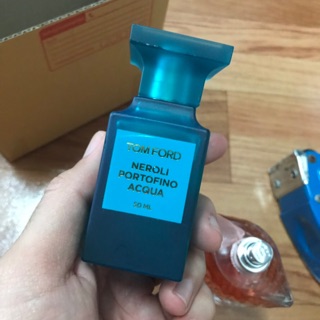 TOM FORD
NEROLI
PORTOFINO
ACQUA
50 ML